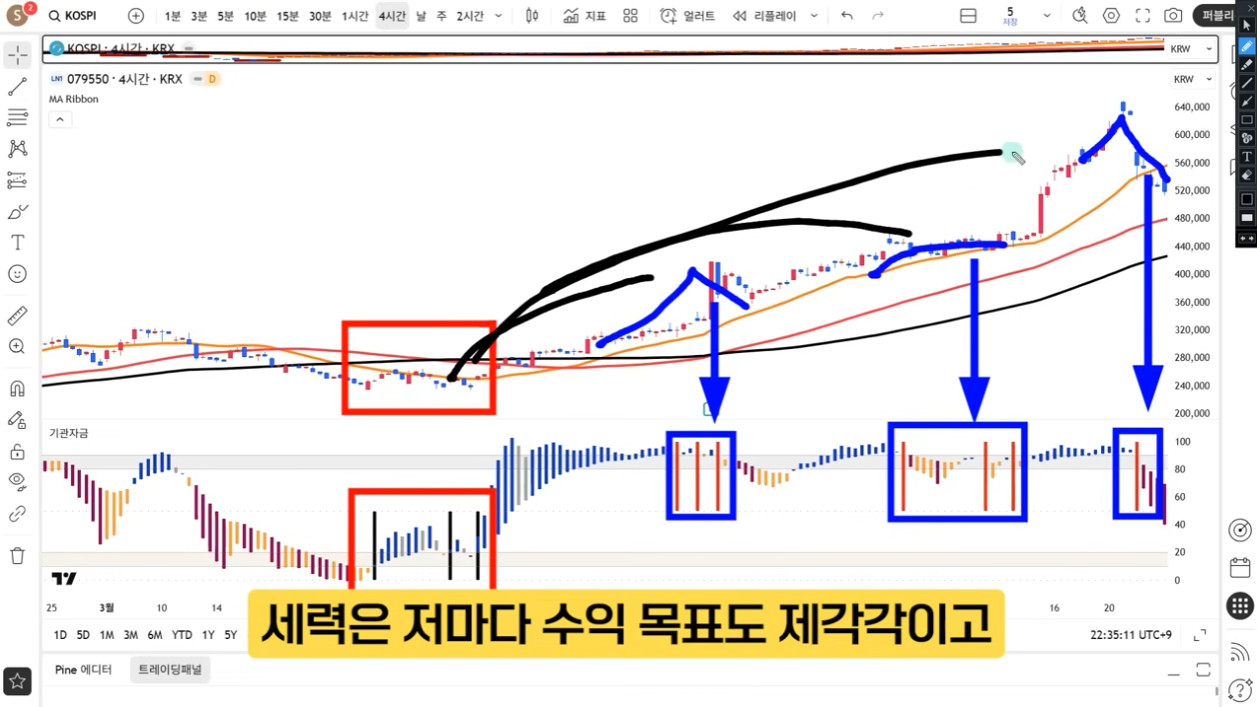 S 2 KOSPI 1분 3분 5분 10분 15분 30분 1시간 4시간 날 주 2시간 지표 얼러트 리플레이 5 저장 퍼블리
KOSPI · 4시간 · KRX KRW
LN1 079550 · 4시간 · KRX D KRW
MA Ribbon
640,000
600,000
560,000
520,000
480,000
440,000
400,000
360,000
320,000
280,000
240,000
200,000
기관자금
100
80
60
40
20
0
25 3월 10 14 16 20
세력은 저마다 수익 목표도 제각각이고
1D 5D 1M 3M 6M YTD 1Y 5Y 22:35:11 UTC+9
Pine 에디터 트레이딩패널